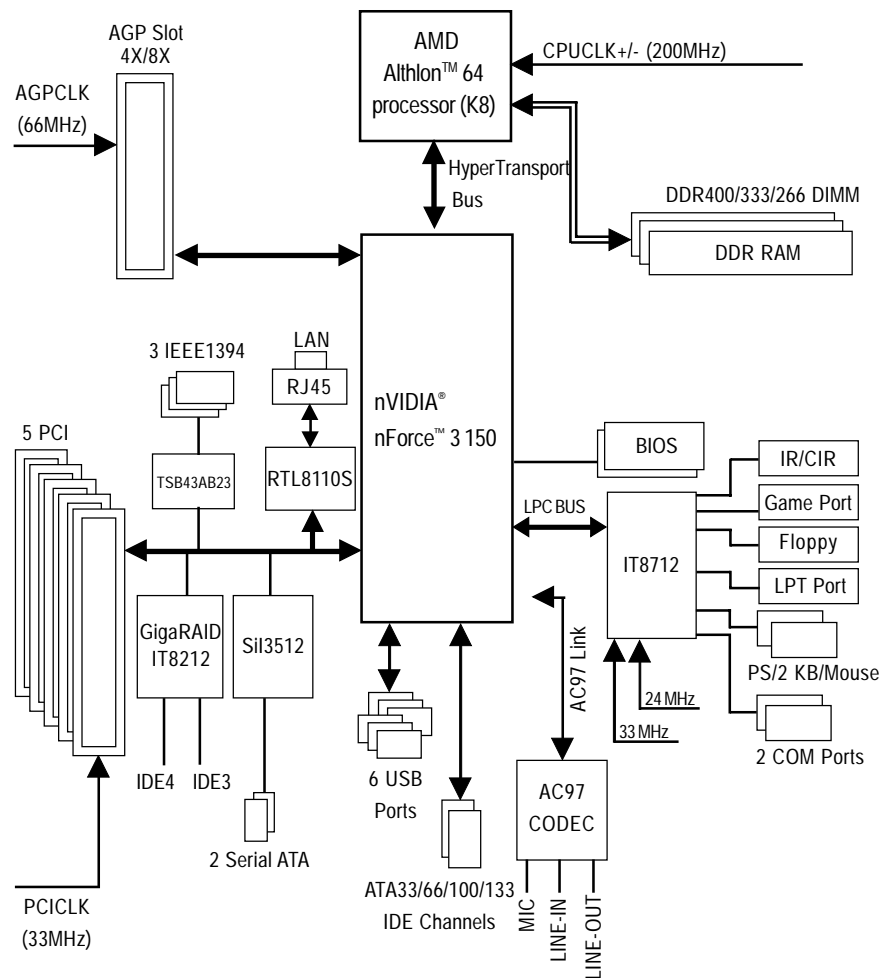 AGP Slot
4X/8X
AGPCLK
(66MHz)
AMD
Althlon™ 64
processor (K8)
CPUCLK+/- (200MHz)
HyperTransport
Bus
DDR400/333/266 DIMM
DDR RAM
3 IEEE1394
LAN
RJ45
nVIDIA®
nForce™ 3 150
5 PCI
TSB43AB23
RTL8110S
BIOS
IR/CIR
Game Port
Floppy
LPT Port
LPC BUS
IT8712
GigaRAID
IT8212
SiI3512
AC97 Link
PS/2 KB/Mouse
24 MHz
33 MHz
2 COM Ports
IDE4
IDE3
6 USB
Ports
AC97
CODEC
2 Serial ATA
ATA33/66/100/133
IDE Channels
MIC
LINE-IN
LINE-OUT
PCICLK
(33MHz)